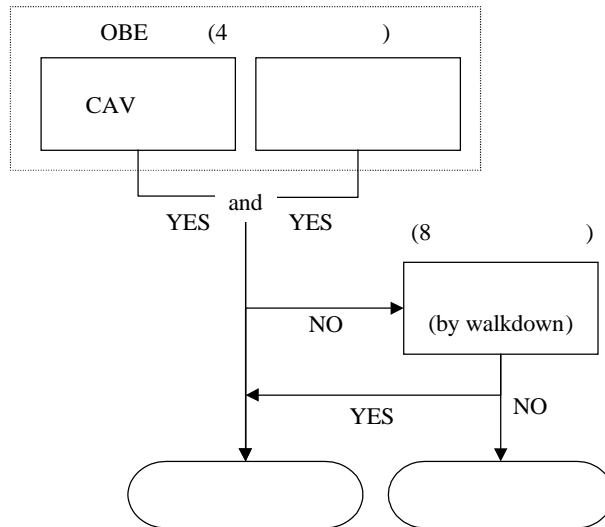 OBE (4 )
CAV
and
YES YES
(8 )
NO
(by walkdown)
YES
NO